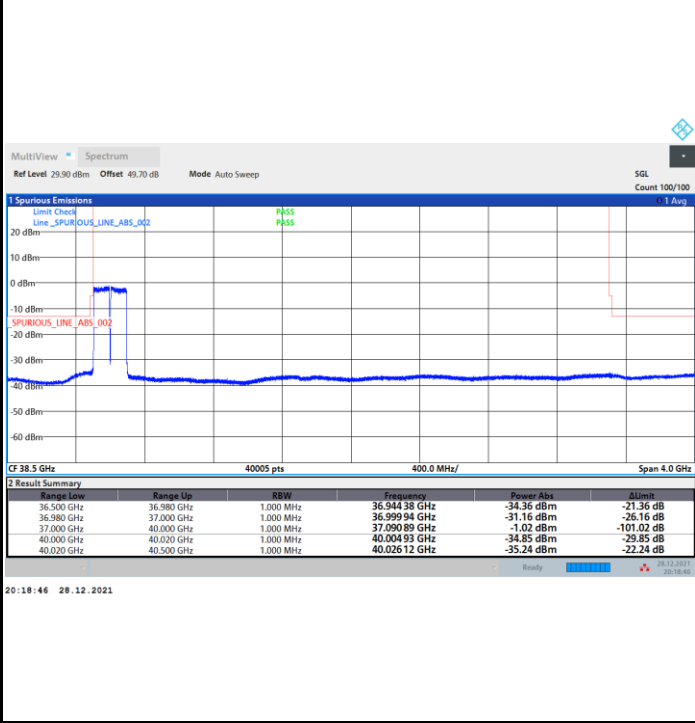 MultiView Spectrum
Ref Level 29.90 dBm Offset 49.70 dB Mode Auto Sweep SGL
Count 100/100
1 Spurious Emissions 1 Avg
Limit Check PASS
Line _SPURIOUS_LINE_ABS_002 PASS
20 dBm
10 dBm
0 dBm
-10 dBm
_SPURIOUS_LINE_ABS_002
-20 dBm
-30 dBm
-40 dBm
-50 dBm
-60 dBm
CF 38.5 GHz 40005 pts 400.0 MHz/ Span 4.0 GHz
2 Result Summary
Range Low Range Up RBW Frequency Power Abs ΔLimit
36.500 GHz 36.980 GHz 1.000 MHz 36.944 38 GHz -34.36 dBm -21.36 dB
36.980 GHz 37.000 GHz 1.000 MHz 36.999 94 GHz -31.16 dBm -26.16 dB
37.000 GHz 40.000 GHz 1.000 MHz 37.090 89 GHz -1.02 dBm -101.02 dB
40.000 GHz 40.020 GHz 1.000 MHz 40.004 93 GHz -34.85 dBm -29.85 dB
40.020 GHz 40.500 GHz 1.000 MHz 40.026 12 GHz -35.24 dBm -22.24 dB
Ready 28.12.2021
20:18:46
20:18:46 28.12.2021